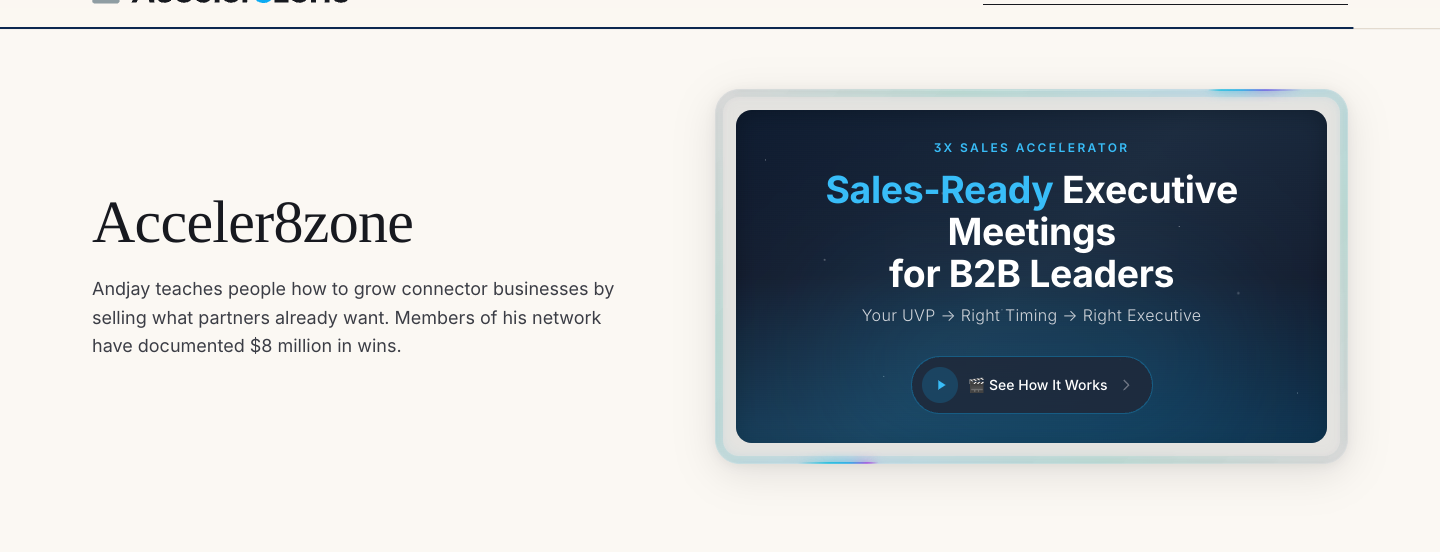 Acceler8zone
Acceler8zone
Andjay teaches people how to grow connector businesses by
selling what partners already want. Members of his network
have documented $8 million in wins.
3X SALES ACCELERATOR
Sales-Ready Executive
Meetings
for B2B Leaders
Your UVP → Right Timing → Right Executive
🎬 See How It Works